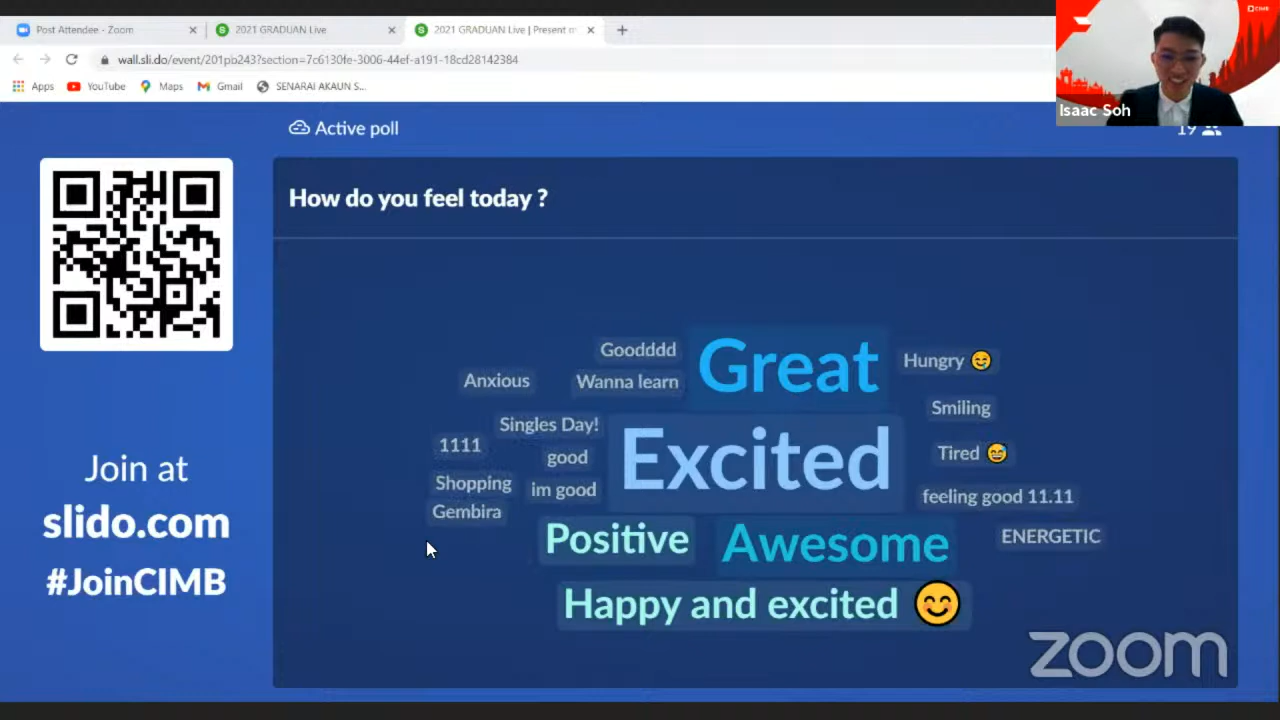 Post Attendee - Zoom
2021 GRADUAN Live
2021 GRADUAN Live | Present m
wall.sli.do/event/201pb243?section=7c6130fe-3006-44ef-a191-18cd28142384
Apps
YouTube
Maps
Gmail
SENARAI AKAUN S...
CIMB
Isaac Soh
Active poll
19
How do you feel today ?
Join at
slido.com
#JoinCIMB
Goodddd
Great
Hungry 😅
Anxious
Wanna learn
Smiling
Singles Day!
1111
good
Excited
Tired 😅
Shopping
im good
feeling good 11.11
Gembira
Positive
Awesome
ENERGETIC
Happy and excited 😊
zoom